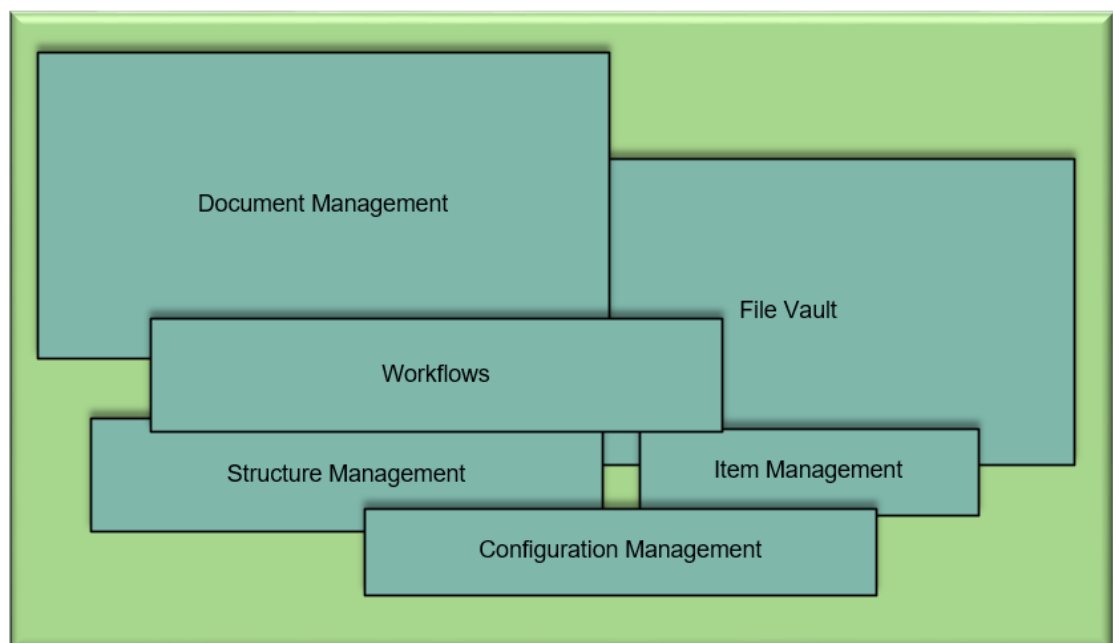 Document Management
File Vault
Workflows
Structure Management
Item Management
Configuration Management